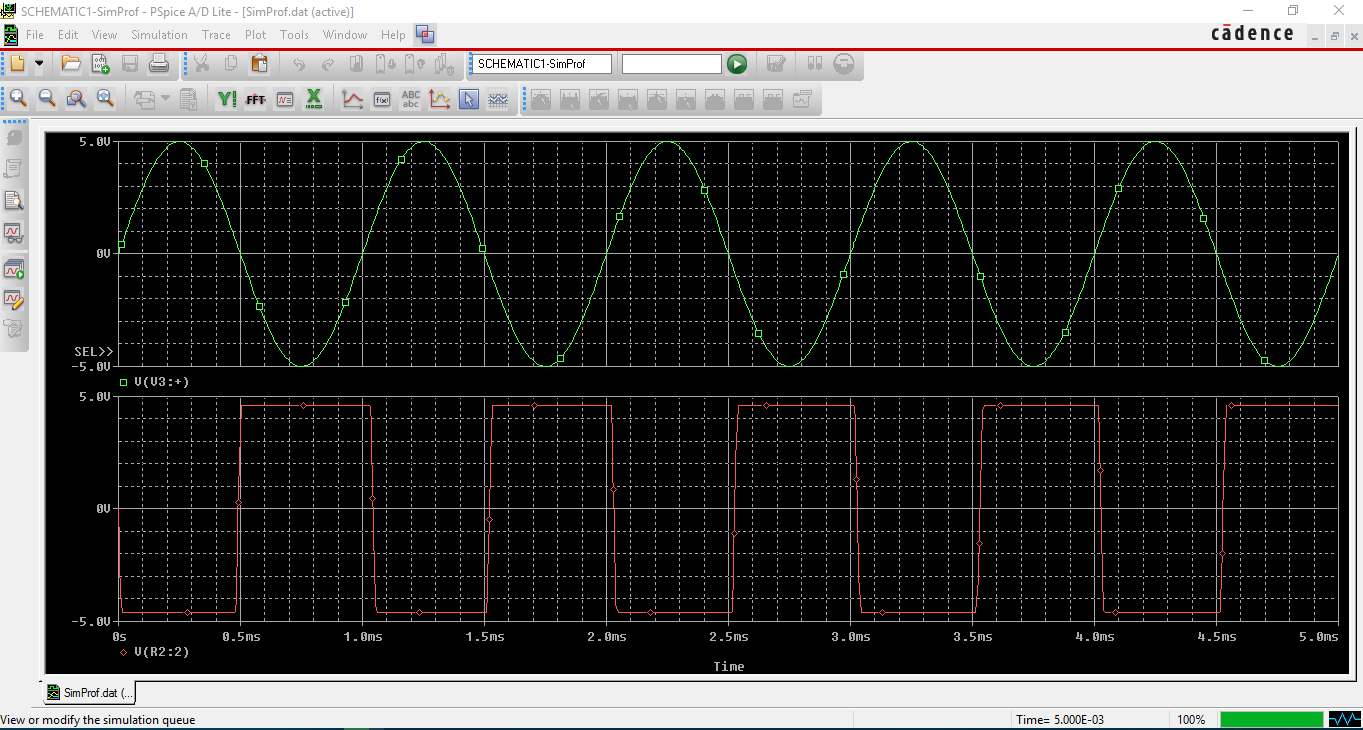 SCHEMATIC1-SimProf - PSpice A/D Lite - [SimProf.dat (active)]
File Edit View Simulation Trace Plot Tools Window Help
cādence
SCHEMATIC1-SimProf
FFT
ABC
abc
5.0V
0V
SEL>>
-5.0V
V(V3:+)
5.0V
0V
-5.0V
0s 0.5ms 1.0ms 1.5ms 2.0ms 2.5ms 3.0ms 3.5ms 4.0ms 4.5ms 5.0ms
V(R2:2)
Time
SimProf.dat (...
View or modify the simulation queue
Time= 5.000E-03
100%